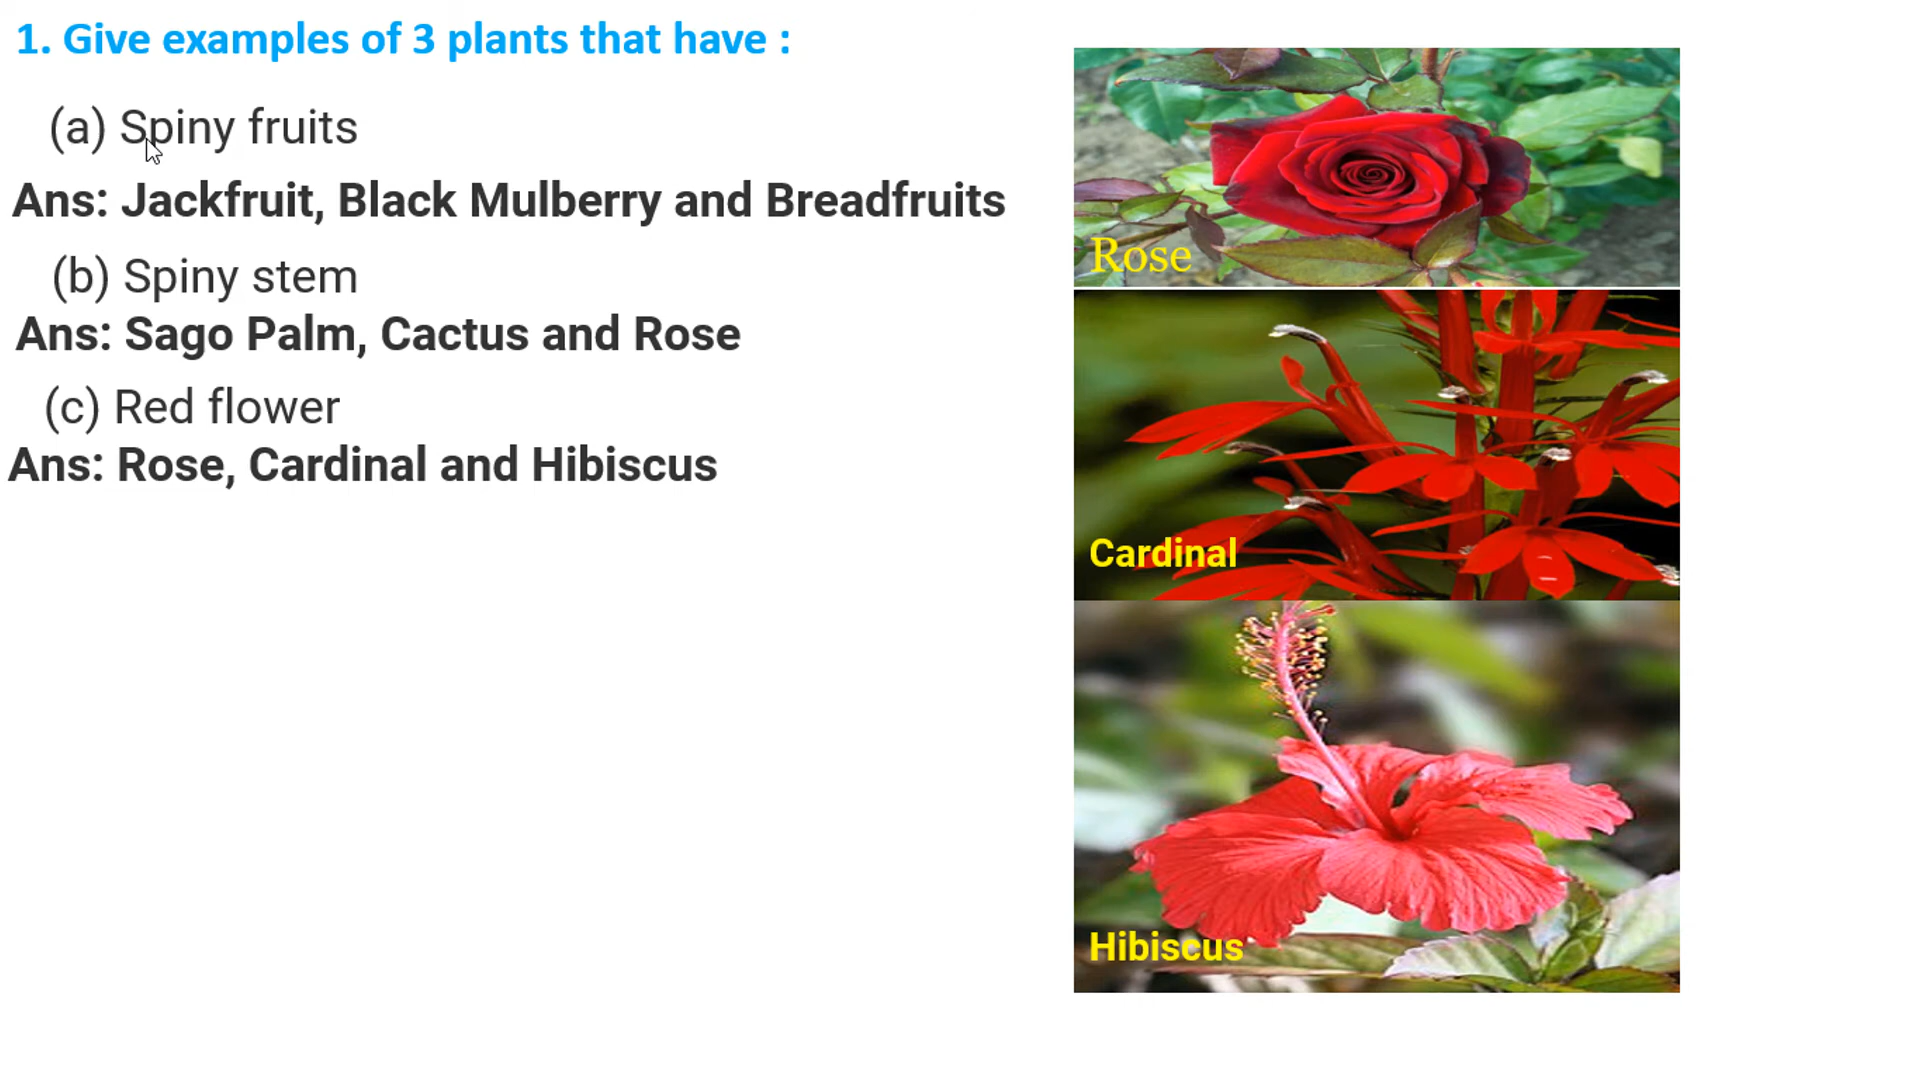 1. Give examples of 3 plants that have :
(a) Spiny fruits
Ans: Jackfruit, Black Mulberry and Breadfruits
(b) Spiny stem
Ans: Sago Palm, Cactus and Rose
(c) Red flower
Ans: Rose, Cardinal and Hibiscus
Rose
Cardinal
Hibiscus